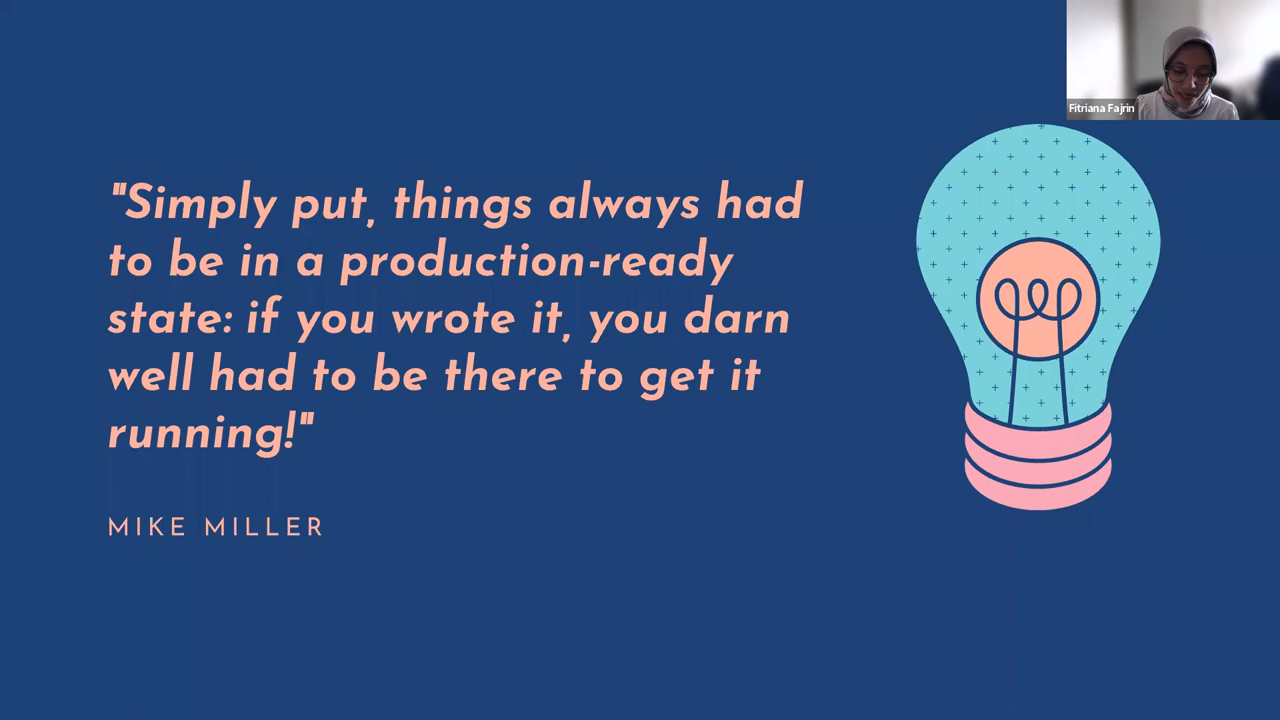 "Simply put, things always had
to be in a production-ready
state: if you wrote it, you darn
well had to be there to get it
running!"
MIKE MILLER
Fitriana Fajrin